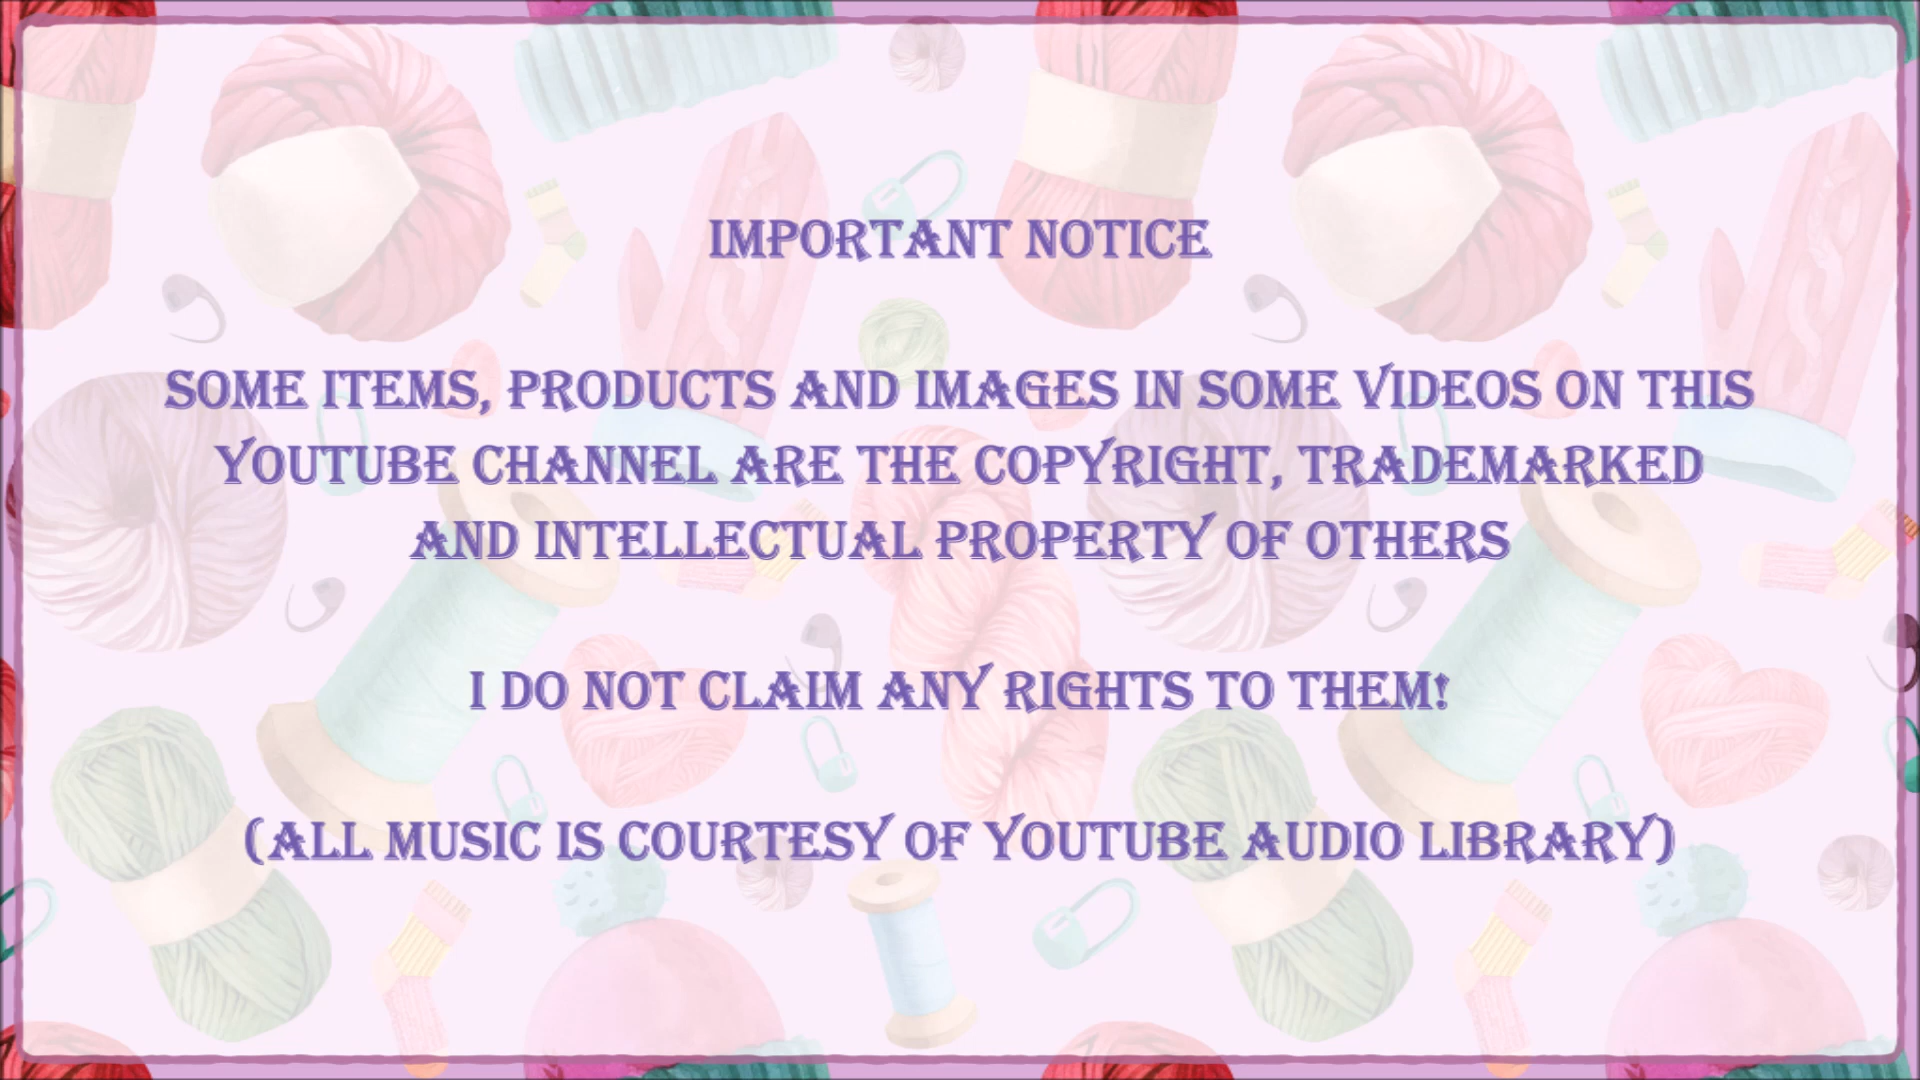 IMPORTANT NOTICE
SOME ITEMS, PRODUCTS AND IMAGES IN SOME VIDEOS ON THIS
YOUTUBE CHANNEL ARE THE COPYRIGHT, TRADEMARKED
AND INTELLECTUAL PROPERTY OF OTHERS
I DO NOT CLAIM ANY RIGHTS TO THEM!
(ALL MUSIC IS COURTESY OF YOUTUBE AUDIO LIBRARY)